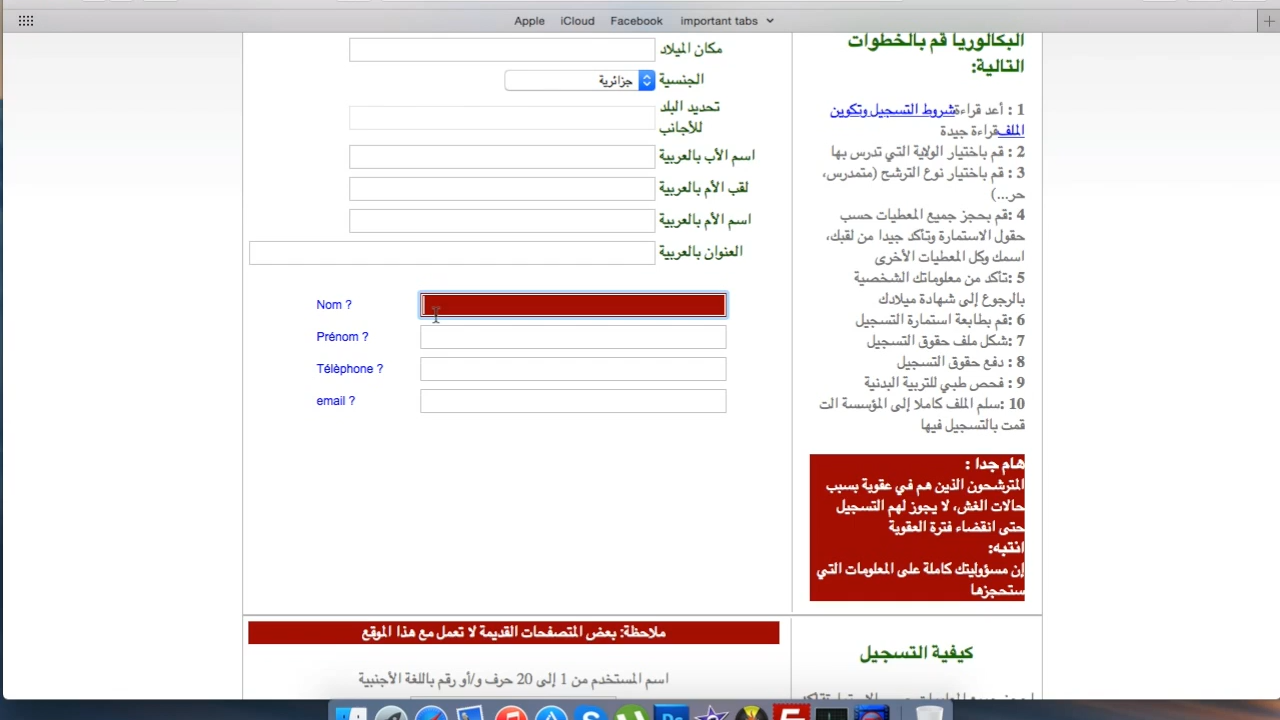 Apple iCloud Facebook important tabs
مكان الميلاد
الجنسية جزائرية
تحديد البلد
للأجانب
اسم الأب بالعربية
لقب الأم بالعربية
اسم الأم بالعربية
العنوان بالعربية
Nom ?
Prénom ?
Télèphone ?
email ?
البكالوريا قم بالخطوات
التالية:
1 : أعد قراءة شروط التسجيل وتكوين
الملف قراءة جيدة
2 : قم باختيار الولاية التي تدرس بها
3 : قم باختيار نوع الترشح (متمدرس،
حر...)
4 :قم بحجز جميع المعطيات حسب
حقول الاستمارة وتأكد جيدا من لقبك،
اسمك وكل المعطيات الأخرى
5 :تأكد من معلوماتك الشخصية
بالرجوع إلى شهادة ميلادك
6 :قم بطابعة استمارة التسجيل
7 :شكل ملف حقوق التسجيل
8 : دفع حقوق التسجيل
9 : فحص طبي للتربية البدنية
10 :سلم الملف كاملا إلى المؤسسة الت
قمت بالتسجيل فيها
هام جدا :
المترشحون الذين هم في عقوبة بسبب
حالات الغش، لا يجوز لهم التسجيل
حتى انقضاء فترة العقوبة
انتبه:
إن مسؤوليتك كاملة على المعلومات التي
ستحجزها
ملاحظة: بعض المتصفحات القديمة لا تعمل مع هذا الموقع
اسم المستخدم من 1 إلى 20 حرف و/أو رقم باللغة الأجنبية
كيفية التسجيل